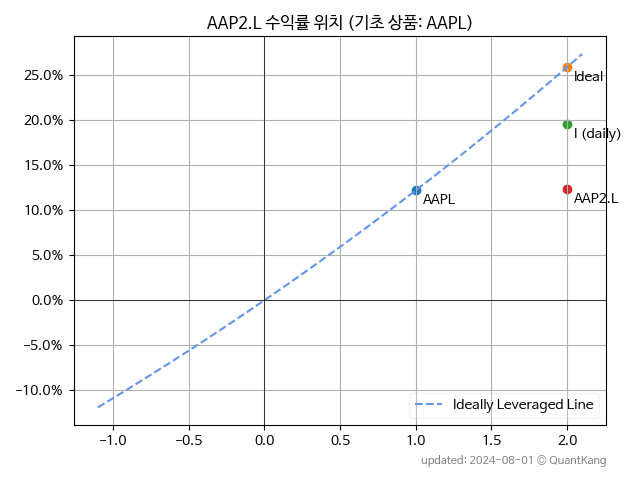 AAP2.L 수익률 위치 (기초 상품: AAPL)
25.0%
20.0%
15.0%
10.0%
5.0%
0.0%
−5.0%
−10.0%
Ideal
I (daily)
AAP2.L
AAPL
Ideally Leveraged Line
−1.0 −0.5 0.0 0.5 1.0 1.5 2.0
updated: 2024-08-01 © QuantKang